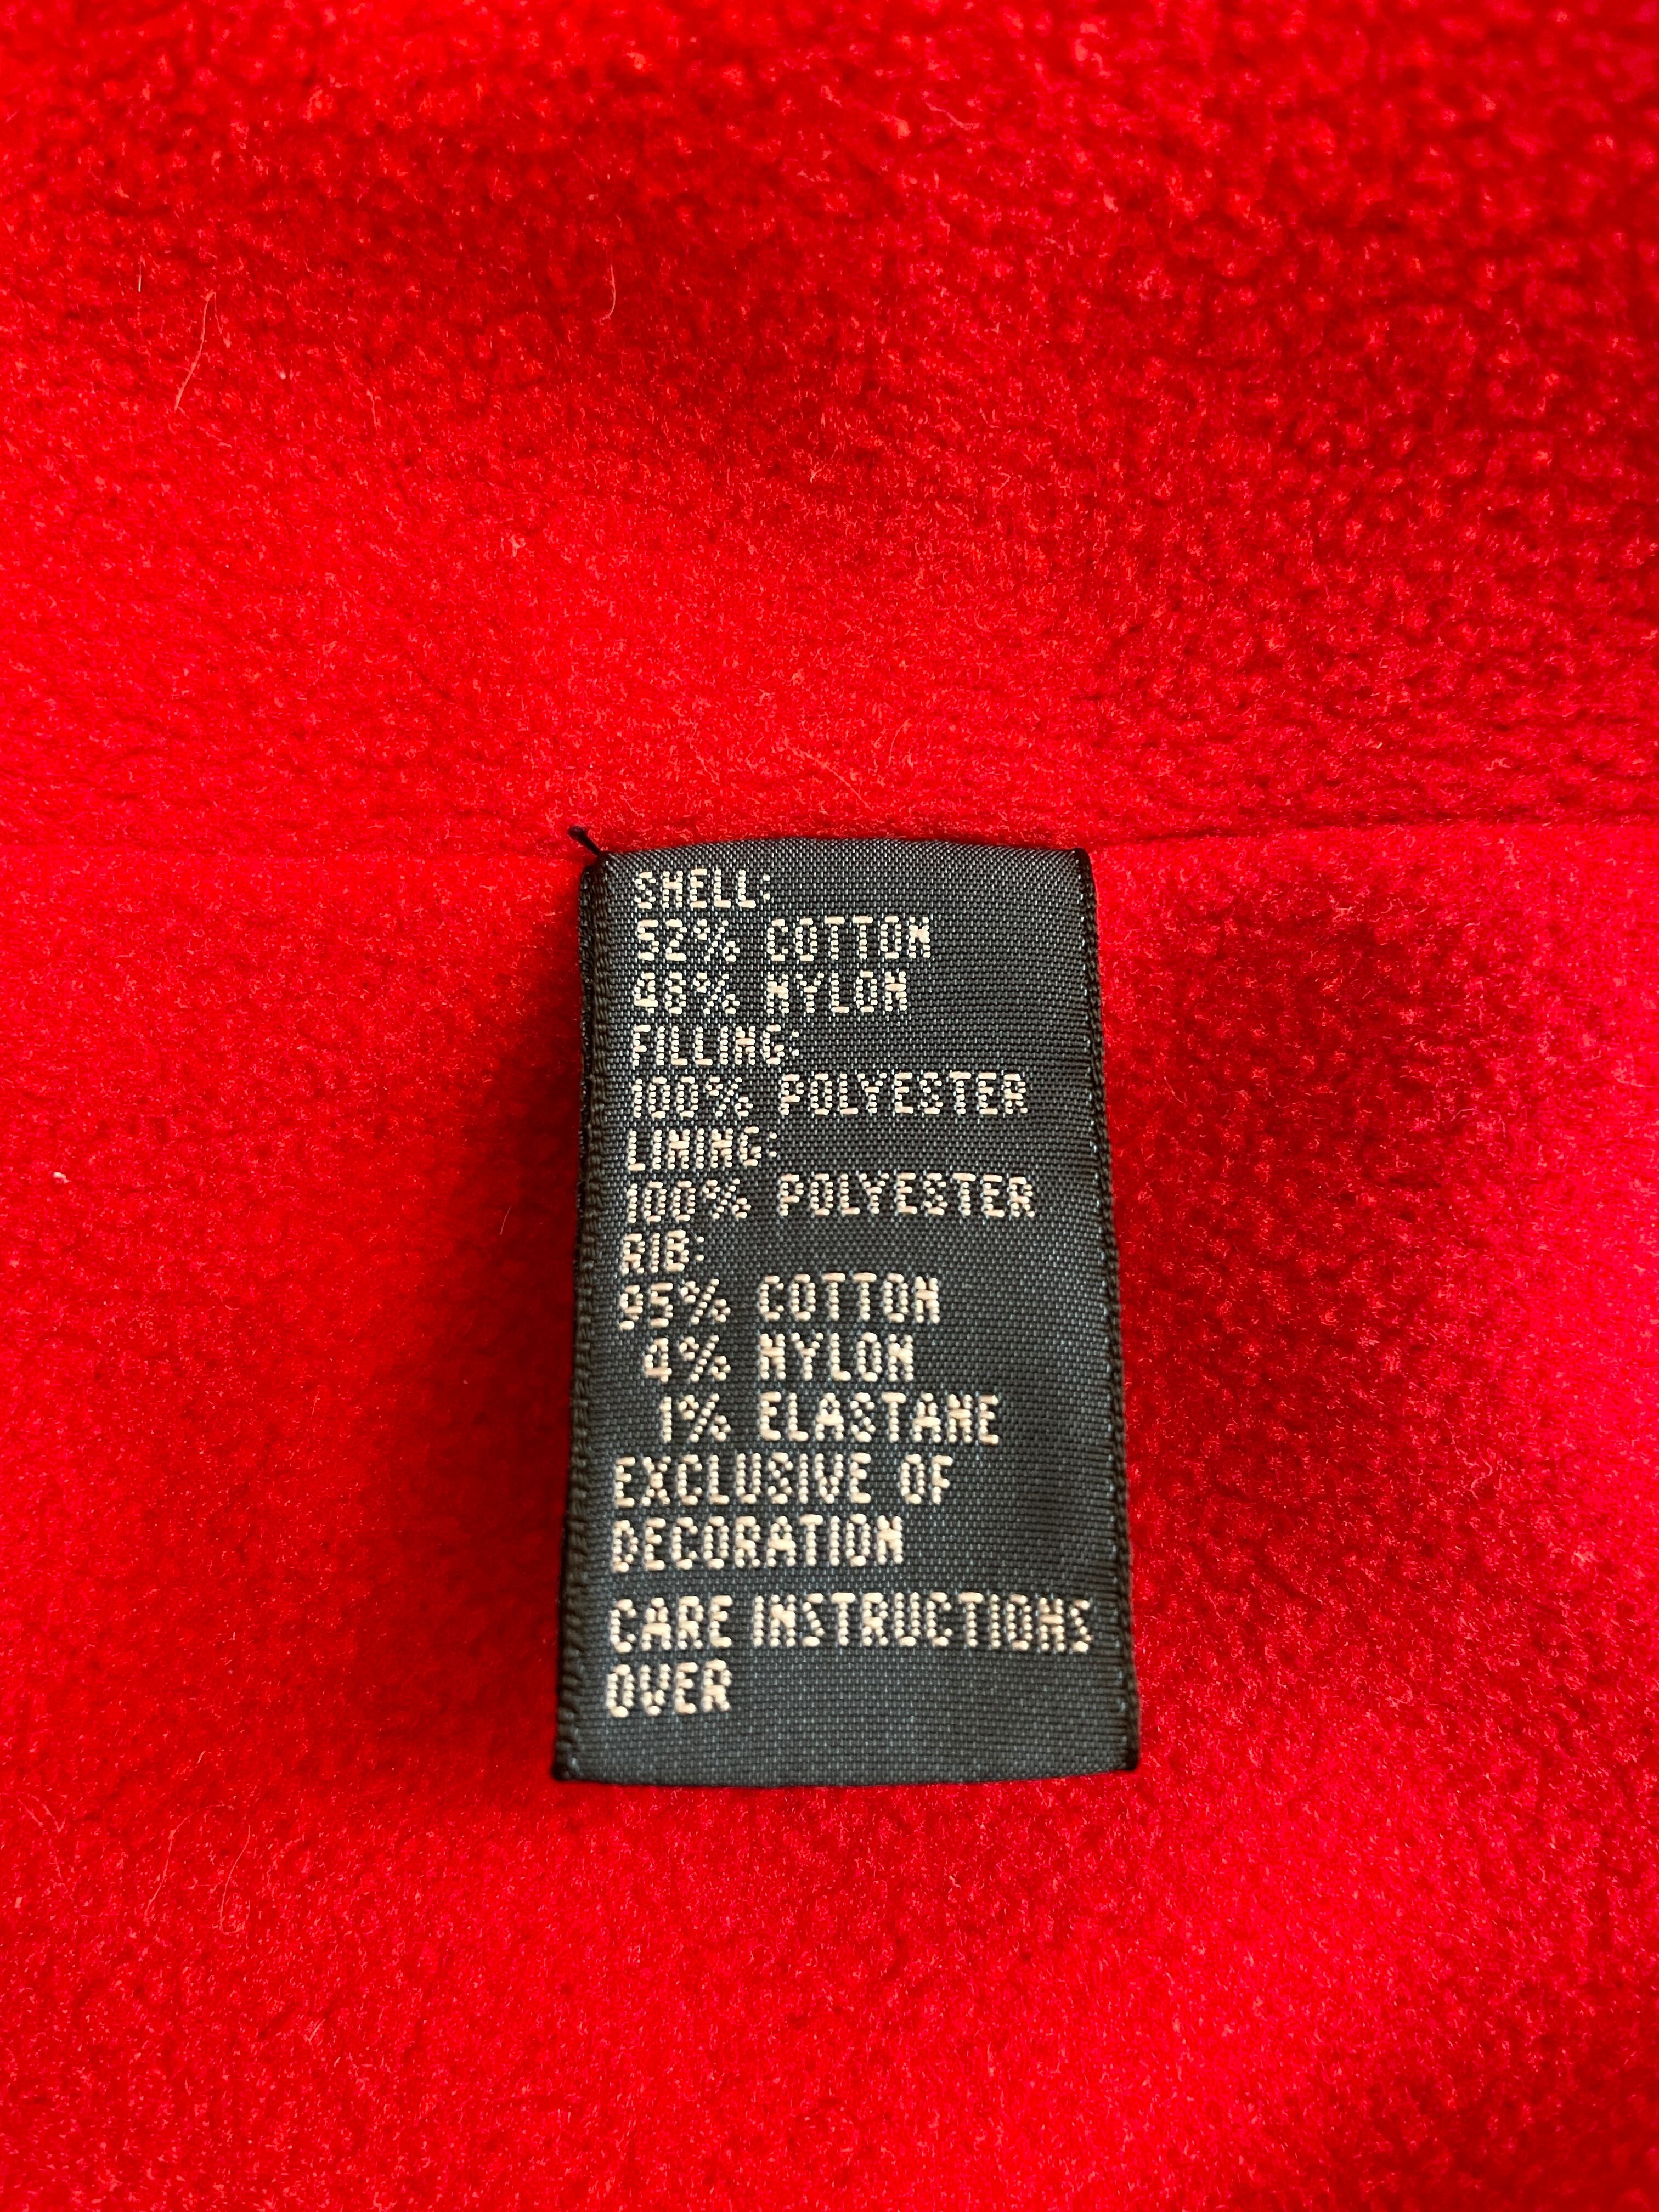 SHELL:
52% COTTON
48% NYLON
FILLING:
100% POLYESTER
LINING:
100% POLYESTER
RIB:
95% COTTON
4% NYLON
1% ELASTANE
EXCLUSIVE OF
DECORATION
CARE INSTRUCTIONS
OVER